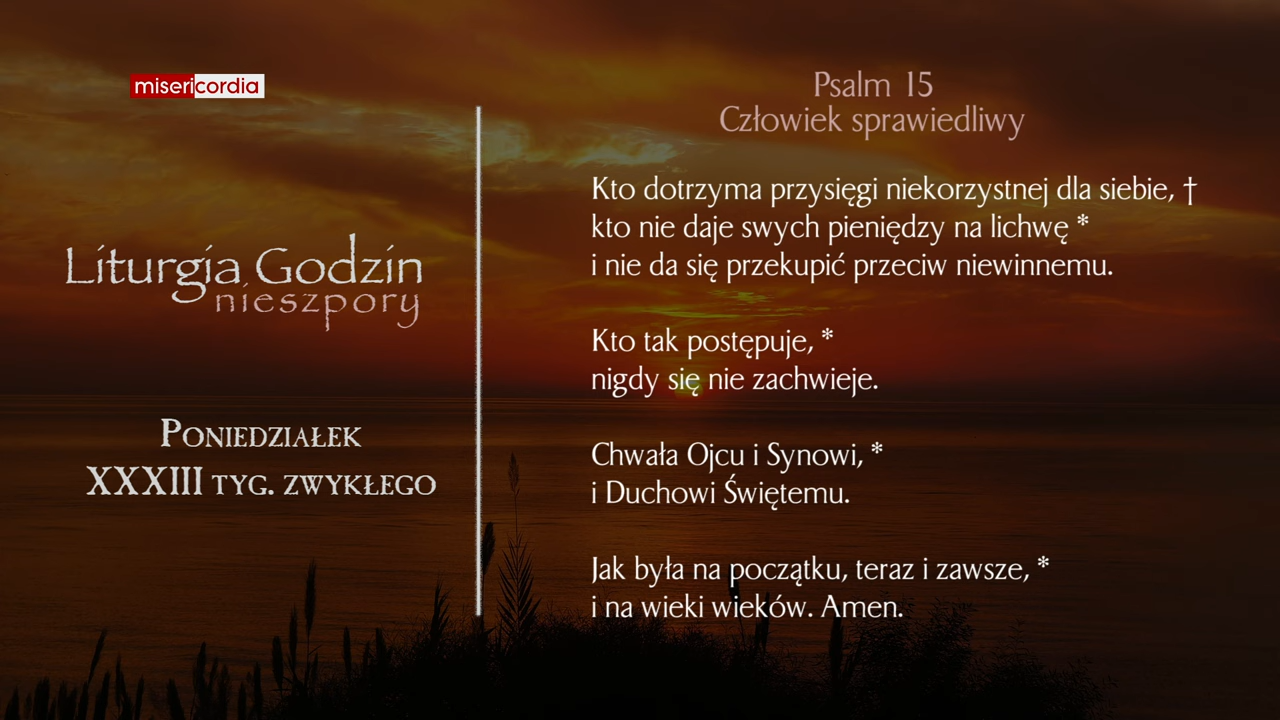 misericordia
Liturgia Godzin
nieszpory
Poniedziałek
XXXIII tyg. zwykłego
Psalm 15
Człowiek sprawiedliwy
Kto dotrzyma przysięgi niekorzystnej dla siebie, †
kto nie daje swych pieniędzy na lichwę *
i nie da się przekupić przeciw niewinnemu.
Kto tak postępuje, *
nigdy się nie zachwieje.
Chwała Ojcu i Synowi, *
i Duchowi Świętemu.
Jak była na początku, teraz i zawsze, *
i na wieki wieków. Amen.